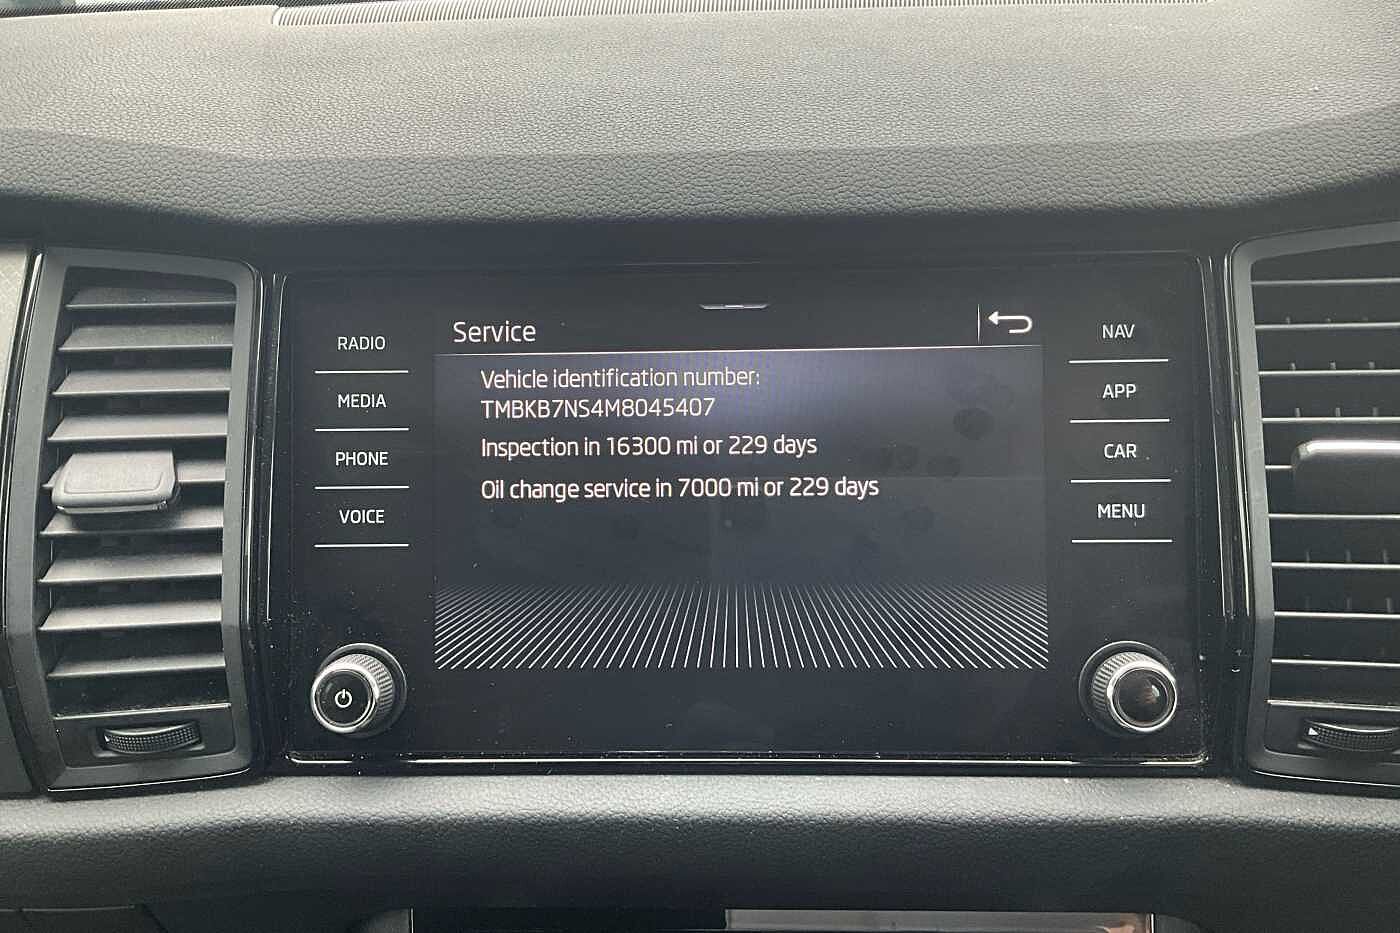 Service
Vehicle identification number:
TMBKB7NS4M8045407
Inspection in 16300 mi or 229 days
Oil change service in 7000 mi or 229 days
RADIO
MEDIA
PHONE
VOICE
NAV
APP
CAR
MENU